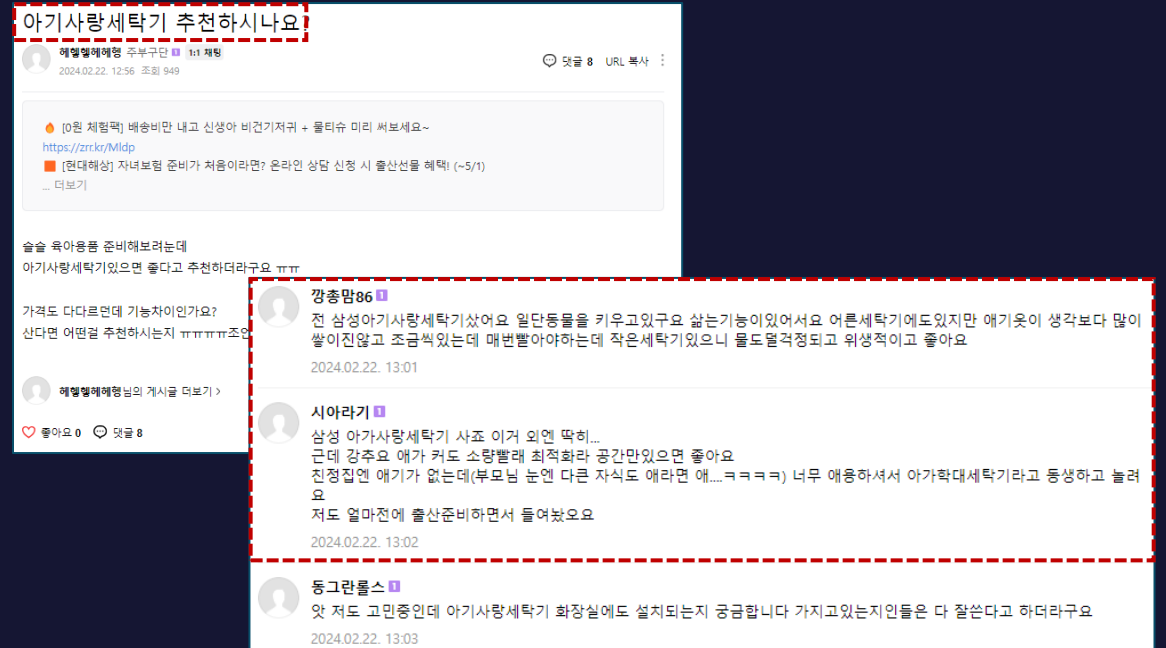 아기사랑세탁기 추천하시나요?
헤헬헬헤헤헹 주부구단 1 1:1 채팅
2024.02.22. 12:56 조회 949
댓글 8 URL 복사
[0원 체험팩] 배송비만 내고 신생아 비건기저귀 + 물티슈 미리 써보세요~
https://zrr.kr/Mldp
[현대해상] 자녀보험 준비가 처음이라면? 온라인 상담 신청 시 출산선물 혜택! (~5/1)
... 더보기
슬슬 육아용품 준비해보려눈데
아기사랑세탁기있으면 좋다고 추천하더라구요 ㅠㅠ
가격도 다다르던데 기능차이인가요?
산다면 어떤걸 추천하시는지 ㅠㅠㅠㅠ조언
헤헬헬헤헤헹님의 게시글 더보기 >
좋아요 0 댓글 8
깡총맘86 1
전 삼성아기사랑세탁기샀어요 일단동물을 키우고있구요 삶는기능이있어서요 어른세탁기에도있지만 애기옷이 생각보다 많이
쌓이진않고 조금씩있는데 매번빨아야하는데 작은세탁기있으니 물도덜걱정되고 위생적이고 좋아요
2024.02.22. 13:01
시아라기 1
삼성 아가사랑세탁기 사죠 이거 외엔 딱히...
근데 강추요 애가 커도 소량빨래 최적화라 공간만있으면 좋아요
친정집엔 애기가 없는데(부모님 눈엔 다큰 자식도 애라면 애....ㅋㅋㅋㅋ) 너무 애용하셔서 아가학대세탁기라고 동생하고 놀려
요
저도 얼마전에 출산준비하면서 들여놨오요
2024.02.22. 13:02
동그란롤스 1
앗 저도 고민중인데 아기사랑세탁기 화장실에도 설치되는지 궁금합니다 가지고있는지인들은 다 잘쓴다고 하더라구요
2024.02.22. 13:03